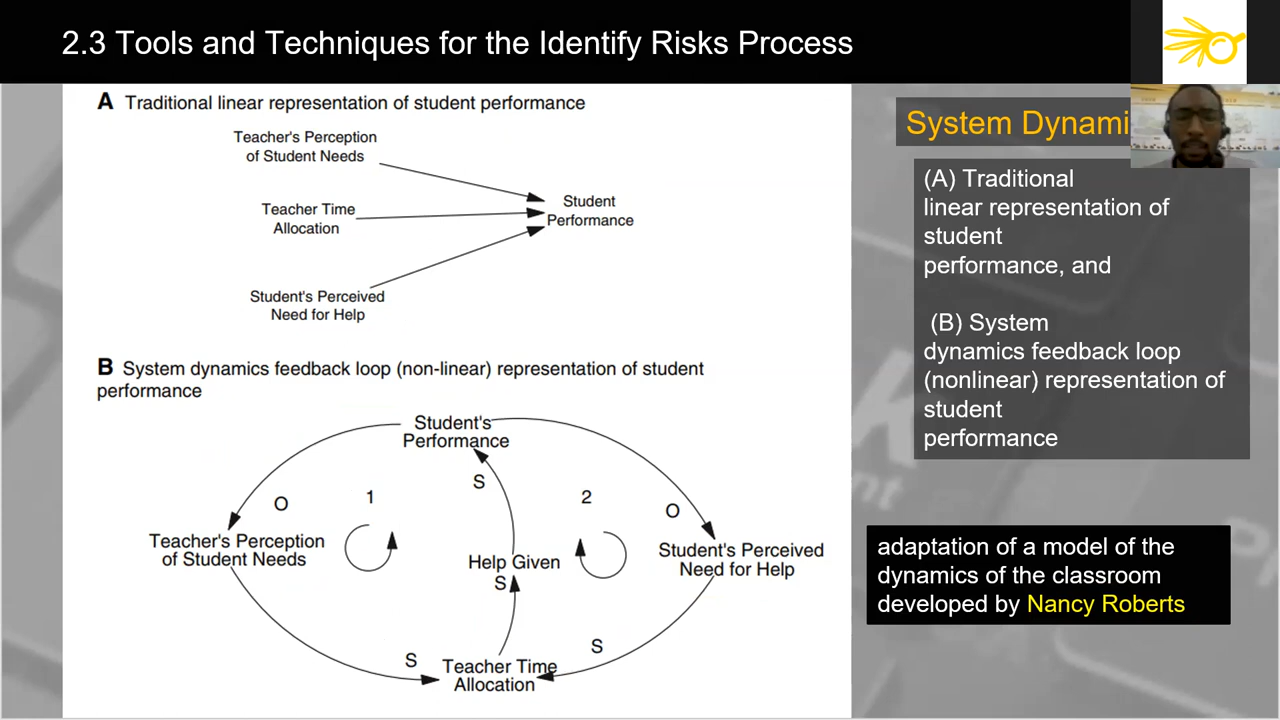 2.3 Tools and Techniques for the Identify Risks Process
A Traditional linear representation of student performance
Teacher's Perception
of Student Needs
Teacher Time
Allocation
Student's Perceived
Need for Help
Student
Performance
B System dynamics feedback loop (non-linear) representation of student
performance
Student's
Performance
S
1
2
O
O
Teacher's Perception
of Student Needs
Help Given
S
Student's Perceived
Need for Help
S
S
Teacher Time
Allocation
System Dynami
(A) Traditional
linear representation of
student
performance, and
(B) System
dynamics feedback loop
(nonlinear) representation of
student
performance
adaptation of a model of the
dynamics of the classroom
developed by Nancy Roberts